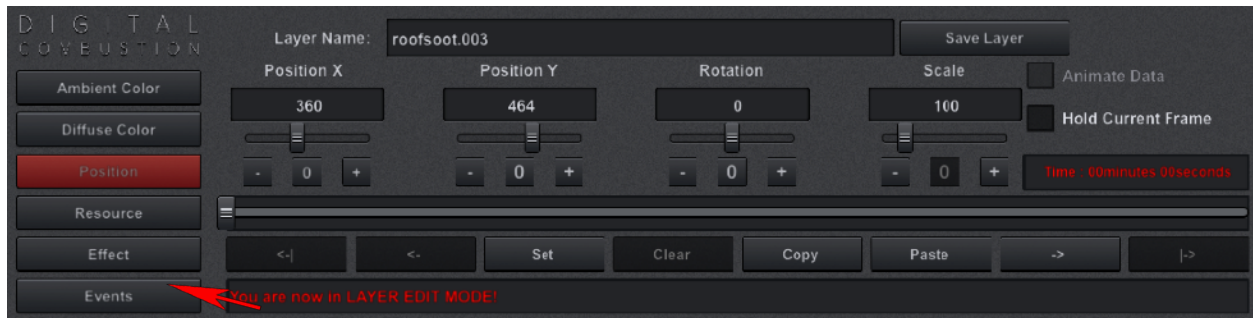 DIGITAL
COMBUSTION
Layer Name: roofsoot.003 Save Layer
Position X Position Y Rotation Scale Animate Data
Ambient Color
360 464 0 100 Hold Current Frame
Diffuse Color
Position - 0 + - 0 + - 0 + - 0 + Time : 00minutes 00seconds
Resource
Effect <-| <- Set Clear Copy Paste -> |->
Events You are now in LAYER EDIT MODE!